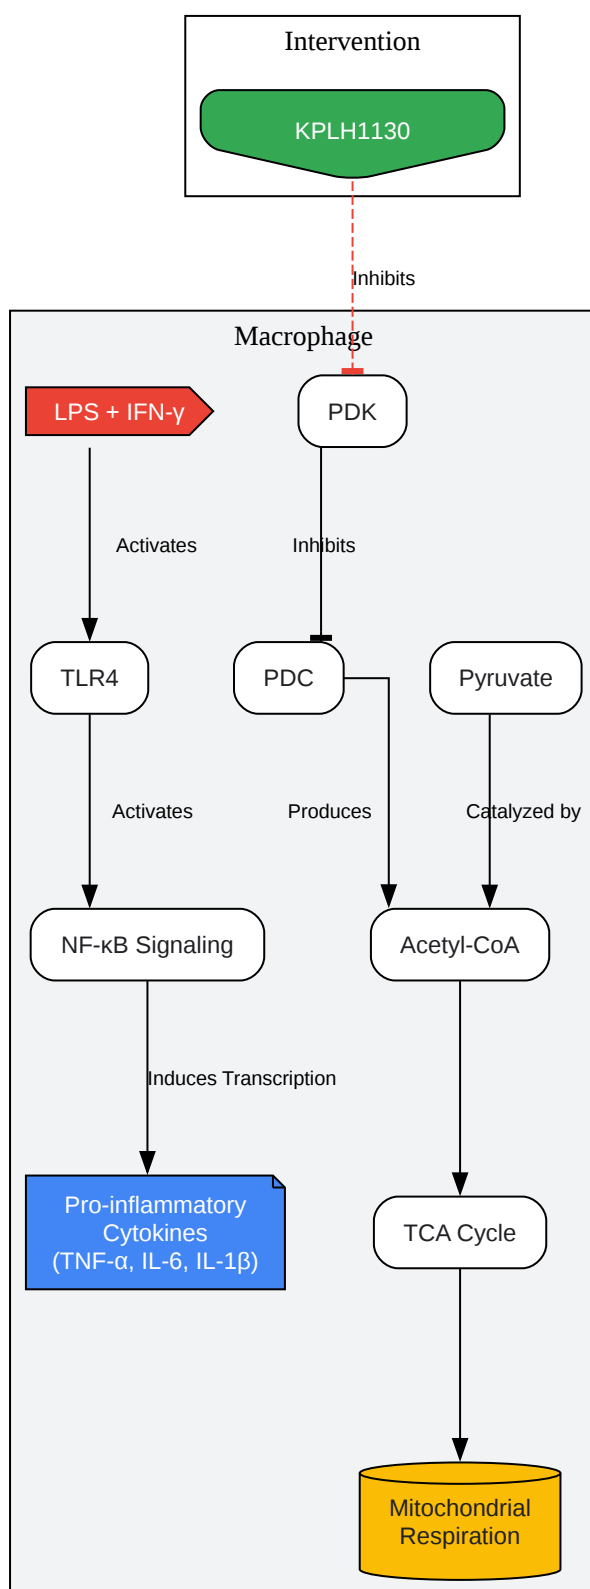 Intervention
KPLH1130
Inhibits
Macrophage
LPS + IFN-γ
PDK
Activates
Inhibits
TLR4
PDC
Pyruvate
Activates
Produces
Catalyzed by
NF-κB Signaling
Acetyl-CoA
Induces Transcription
Pro-inflammatory
Cytokines
(TNF-α, IL-6, IL-1β)
TCA Cycle
Mitochondrial
Respiration